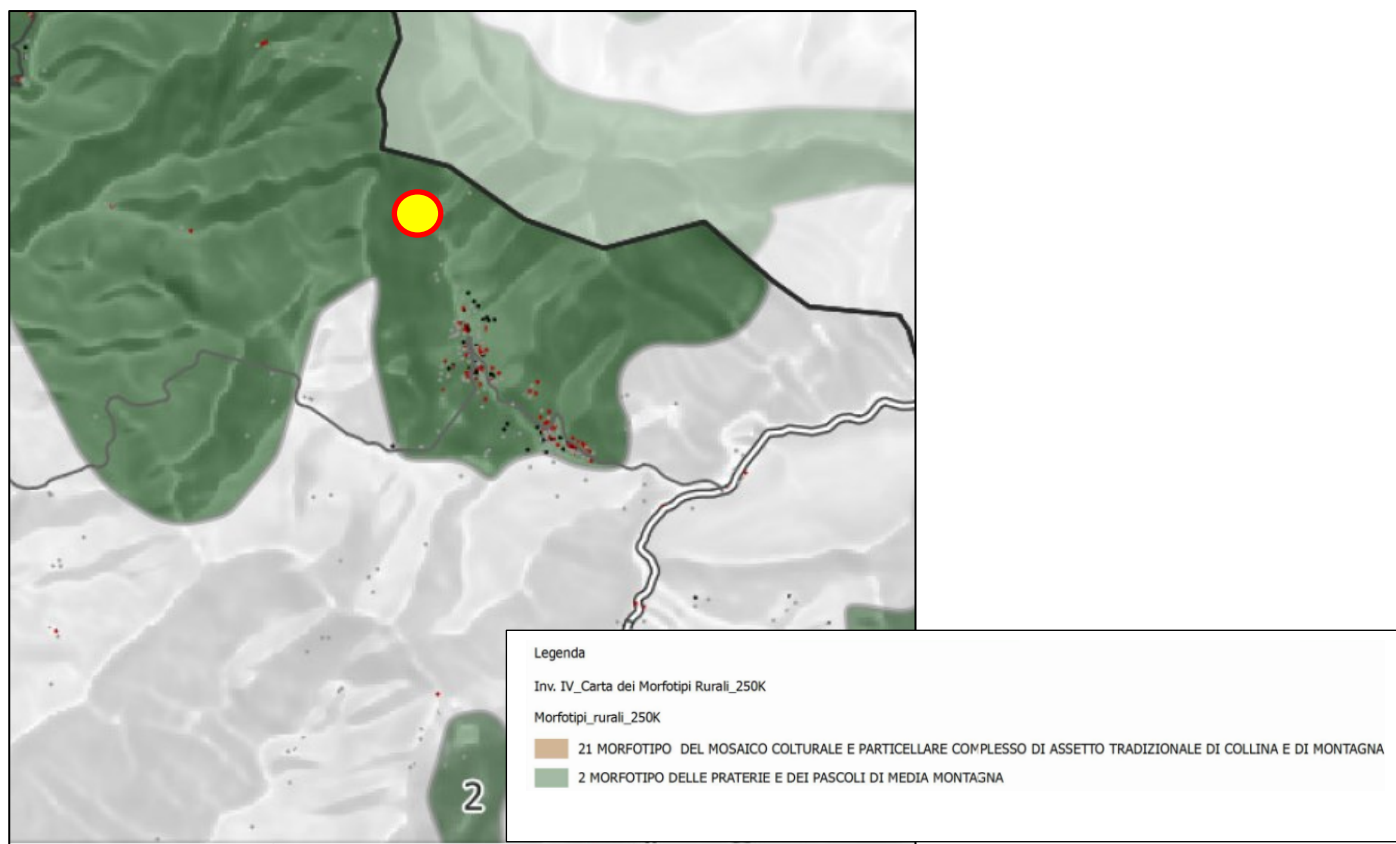 2
Legenda
Inv. IV_Carta dei Morfotipi Rurali_250K
Morfotipi_rurali_250K
21 MORFOTIPO DEL MOSAICO COLTURALE E PARTICELLARE COMPLESSO DI ASSETTO TRADIZIONALE DI COLLINA E DI MONTAGNA
2 MORFOTIPO DELLE PRATERIE E DEI PASCOLI DI MEDIA MONTAGNA